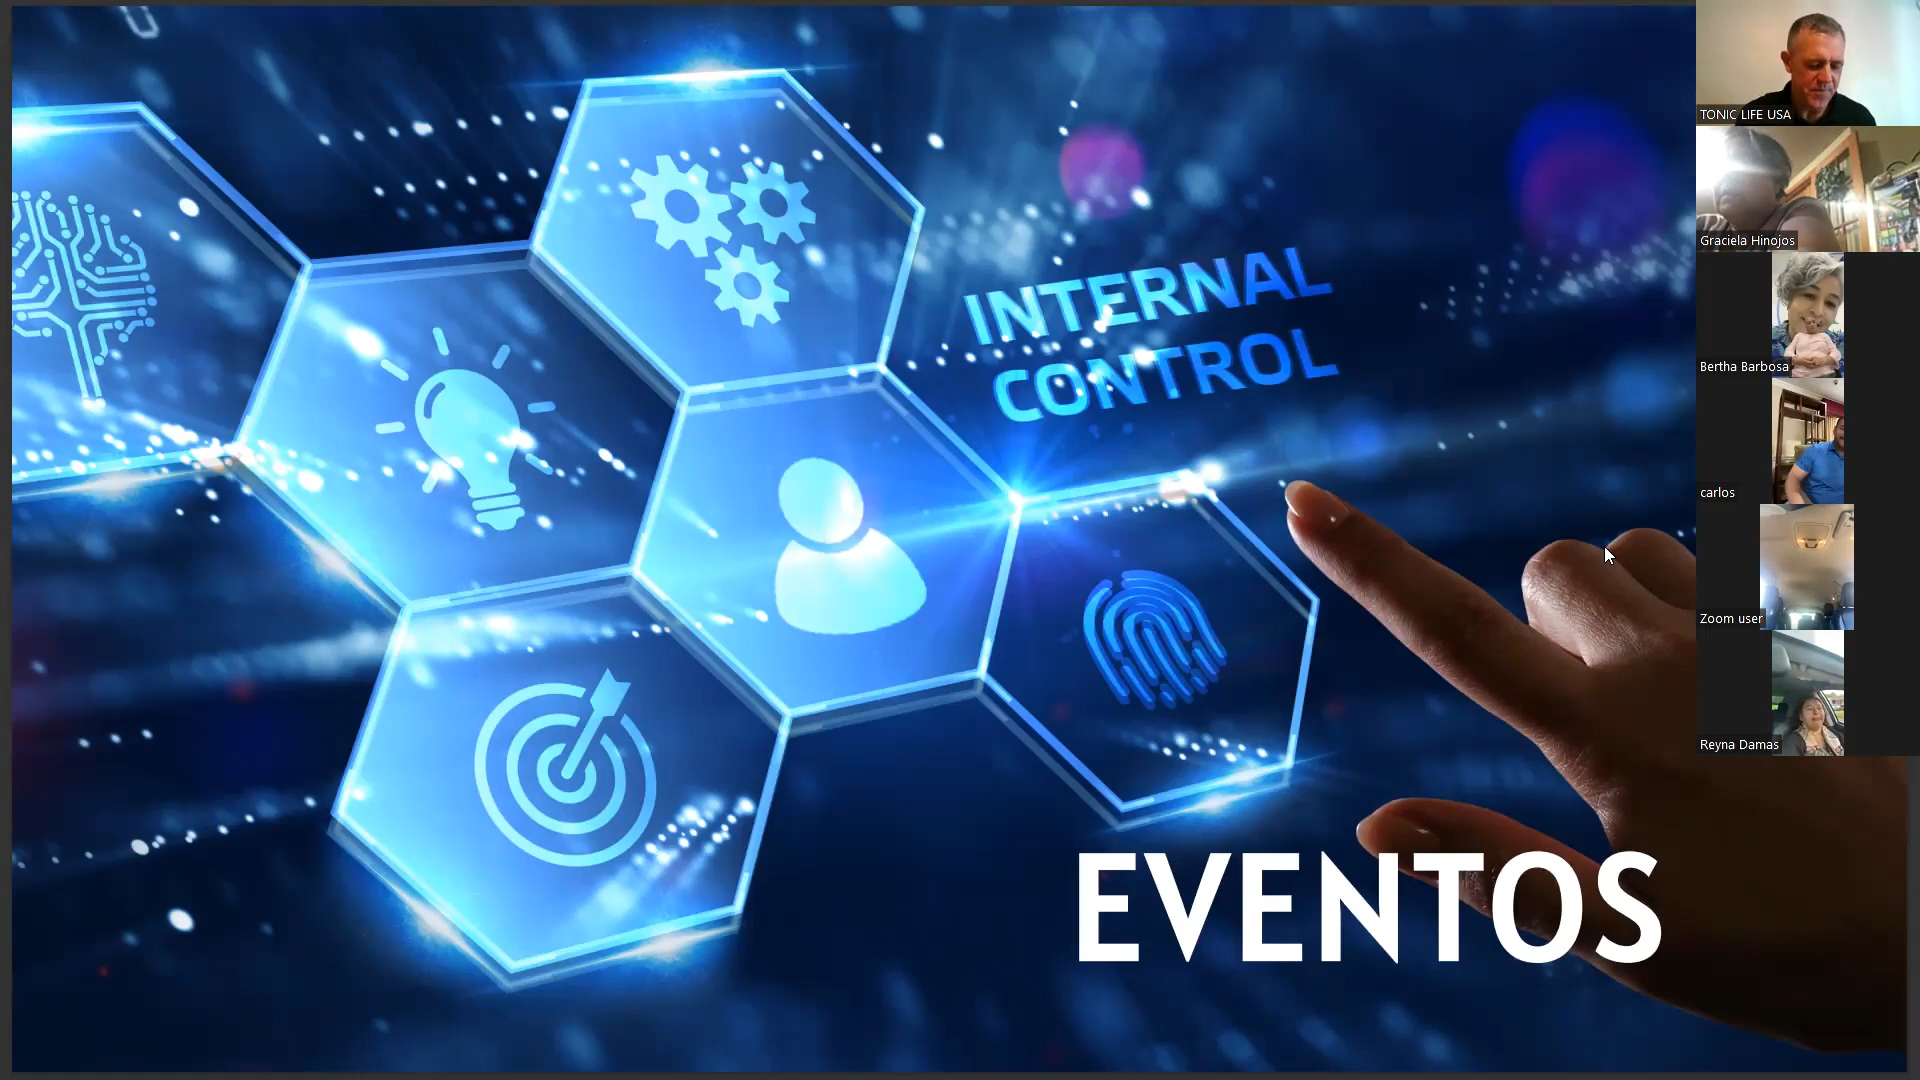 INTERNAL
CONTROL
EVENTOS
TONIC LIFE USA
Graciela Hinojos
Bertha Barbosa
carlos
Zoom user
Reyna Damas